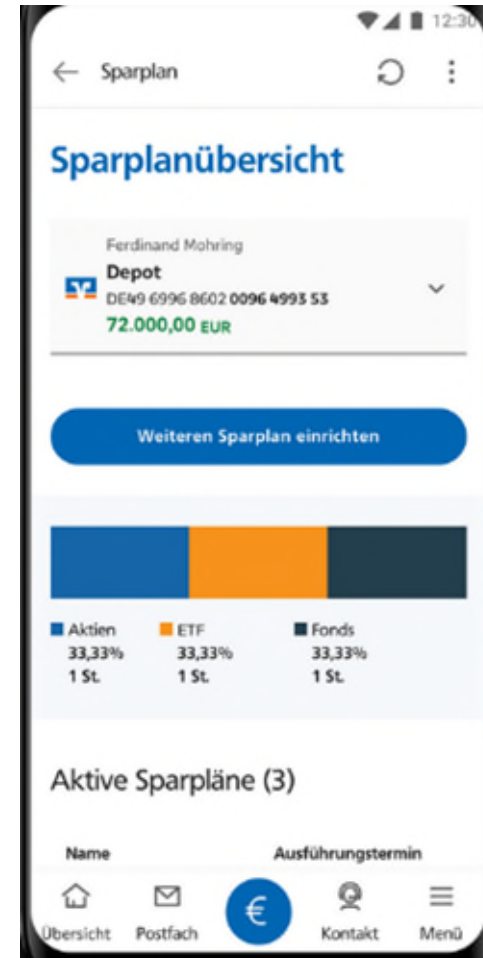 12:30
Sparplan
Sparplanübersicht
Ferdinand Mohring
Depot
DE49 6996 8602 0096 4993 53
72.000,00 EUR
Weiteren Sparplan einrichten
Aktien ETF Fonds
33,33% 33,33% 33,33%
1 St. 1 St. 1 St.
Aktive Sparpläne (3)
Name Ausführungstermin
€
Übersicht Postfach Kontakt Menü